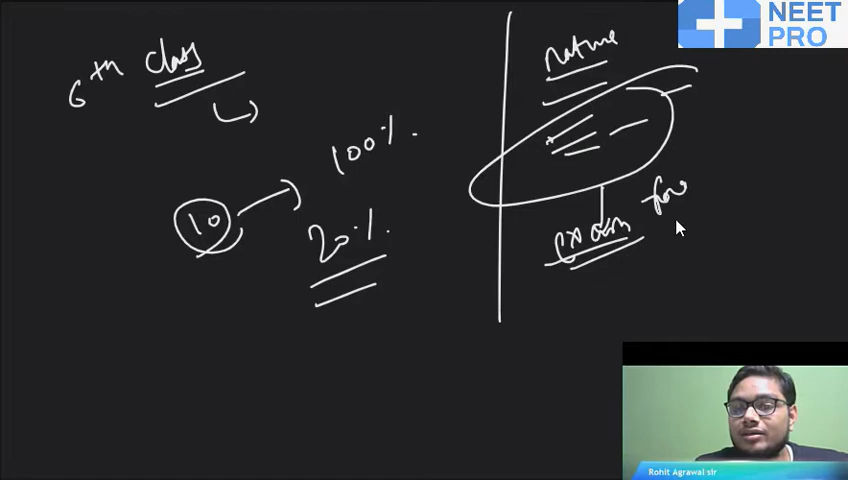 6th class
10
100%.
20%.
nature
exam for
NEET
PRO
Rohit Agrawal sir